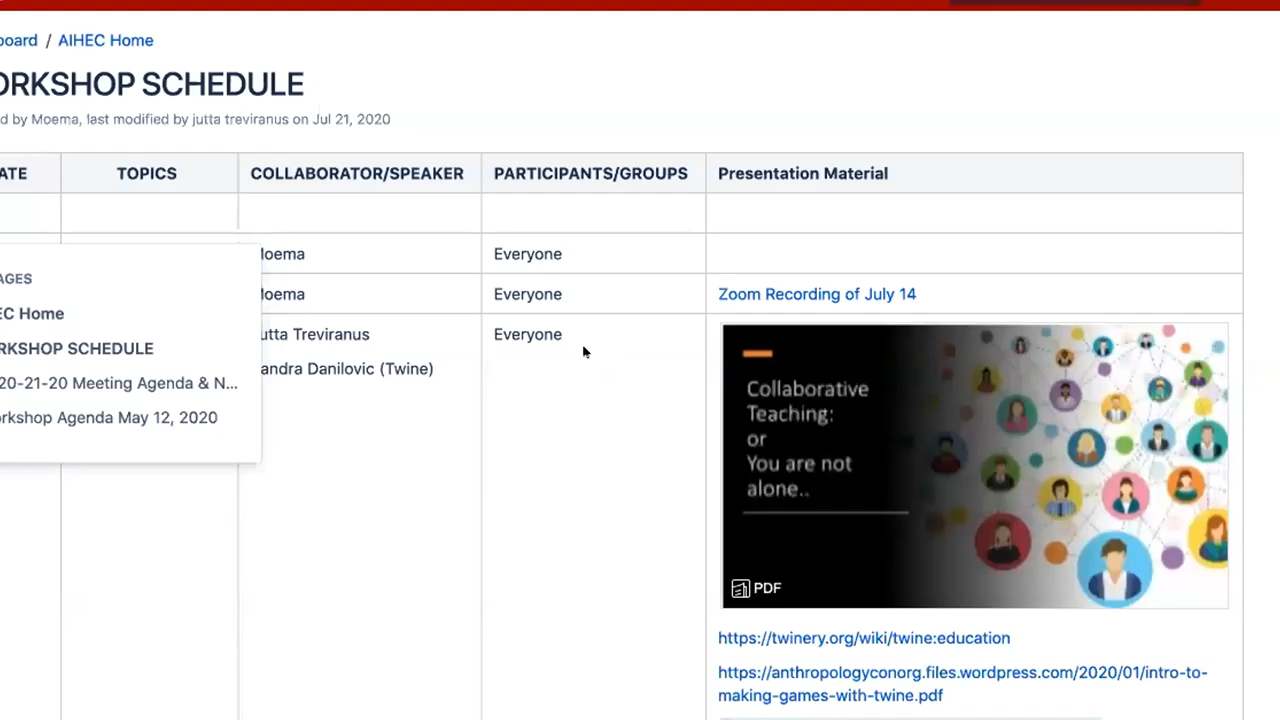 board / AIHEC Home
ORKSHOP SCHEDULE
d by Moema, last modified by jutta treviranus on Jul 21, 2020
ATE TOPICS COLLABORATOR/SPEAKER PARTICIPANTS/GROUPS Presentation Material
Moema Everyone
Moema Everyone Zoom Recording of July 14
utta Treviranus Everyone
andra Danilovic (Twine)
AGES
EC Home
RKSHOP SCHEDULE
20-21-20 Meeting Agenda & N...
orkshop Agenda May 12, 2020
Collaborative
Teaching:
or
You are not
alone..
PDF
https://twinery.org/wiki/twine:education
https://anthropologyconorg.files.wordpress.com/2020/01/intro-to-
making-games-with-twine.pdf